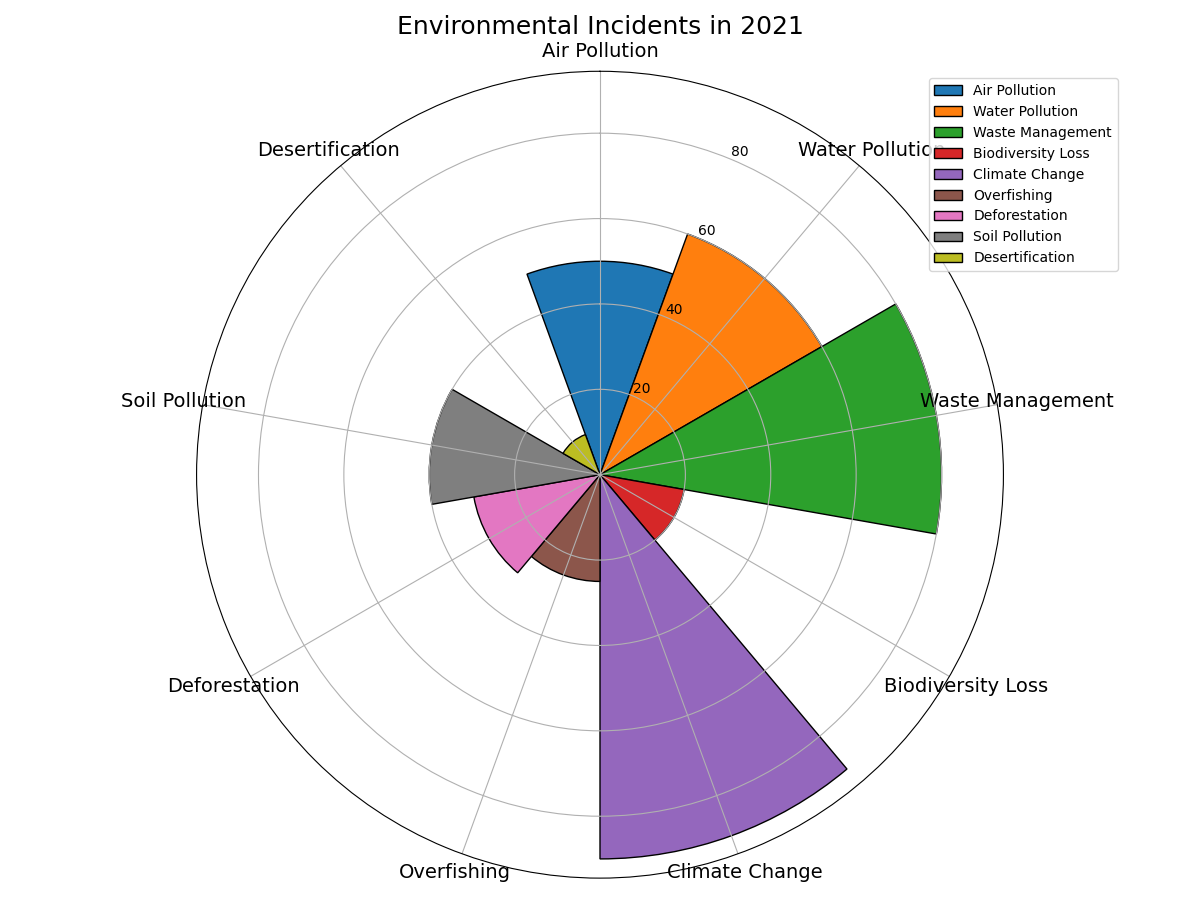 Environmental Incidents in 2021
Air Pollution
Desertification
Water Pollution
Soil Pollution
Waste Management
Deforestation
Biodiversity Loss
Overfishing
Climate Change
80
60
40
20
Air Pollution
Water Pollution
Waste Management
Biodiversity Loss
Climate Change
Overfishing
Deforestation
Soil Pollution
Desertification